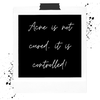 Acne is not
cured, it is
controlled!